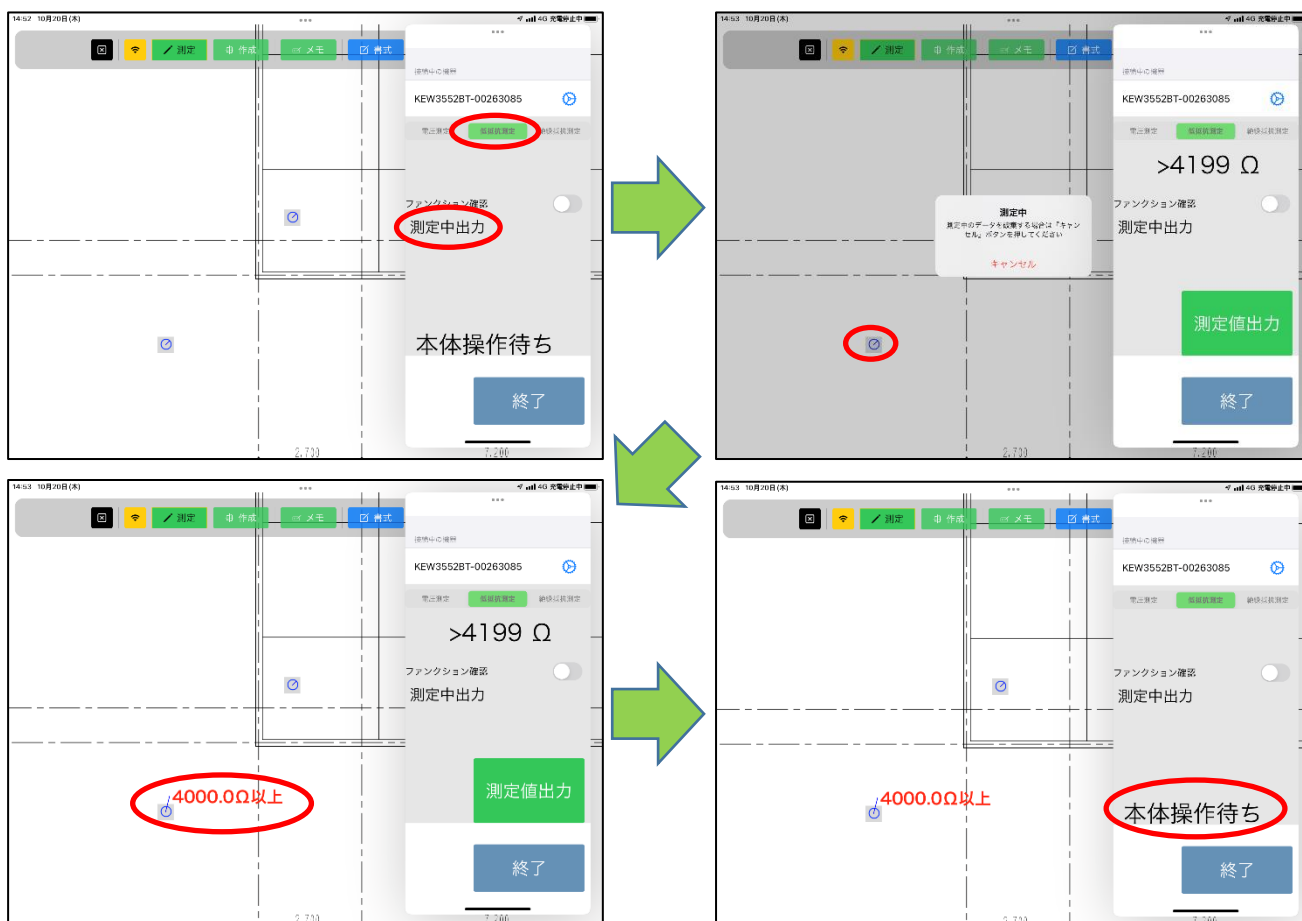 14:52 10月20日(木)
4G 充電停止中
測定
作成
メモ
書式
接続中の機器
KEW3552BT-00263085
電圧測定
低抵抗測定
絶縁抵抗測定
ファンクション確認
測定中出力
本体操作待ち
終了
2,700
7,200
14:53 10月20日(木)
4G 充電停止中
測定
作成
メモ
書式
接続中の機器
KEW3552BT-00263085
電圧測定
低抵抗測定
絶縁抵抗測定
>4199 Ω
測定中
測定中のデータを破棄する場合は『キャン
セル』ボタンを押してください
キャンセル
ファンクション確認
測定中出力
測定値出力
終了
2,700
7,200
14:53 10月20日(木)
4G 充電停止中
測定
作成
メモ
書式
接続中の機器
KEW3552BT-00263085
電圧測定
低抵抗測定
絶縁抵抗測定
>4199 Ω
ファンクション確認
測定中出力
4000.0Ω以上
測定値出力
終了
2,700
7,200
14:53 10月20日(木)
4G 充電停止中
測定
作成
メモ
書式
接続中の機器
KEW3552BT-00263085
電圧測定
低抵抗測定
絶縁抵抗測定
ファンクション確認
測定中出力
4000.0Ω以上
本体操作待ち
終了
2,700
7,200